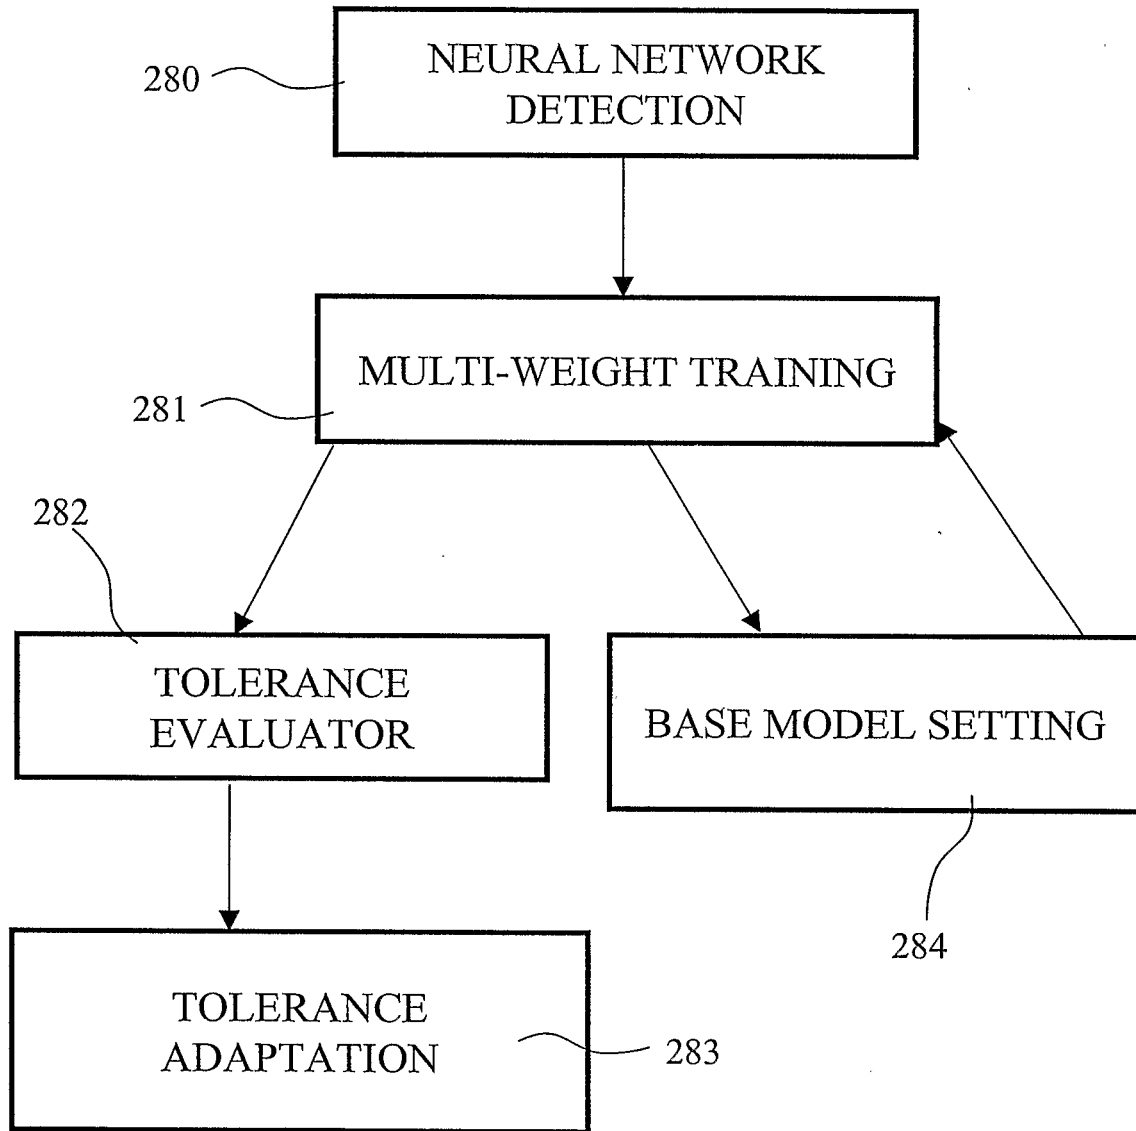 280
NEURAL NETWORK
DETECTION
MULTI-WEIGHT TRAINING
281
282
TOLERANCE
EVALUATOR
BASE MODEL SETTING
284
TOLERANCE
ADAPTATION
283